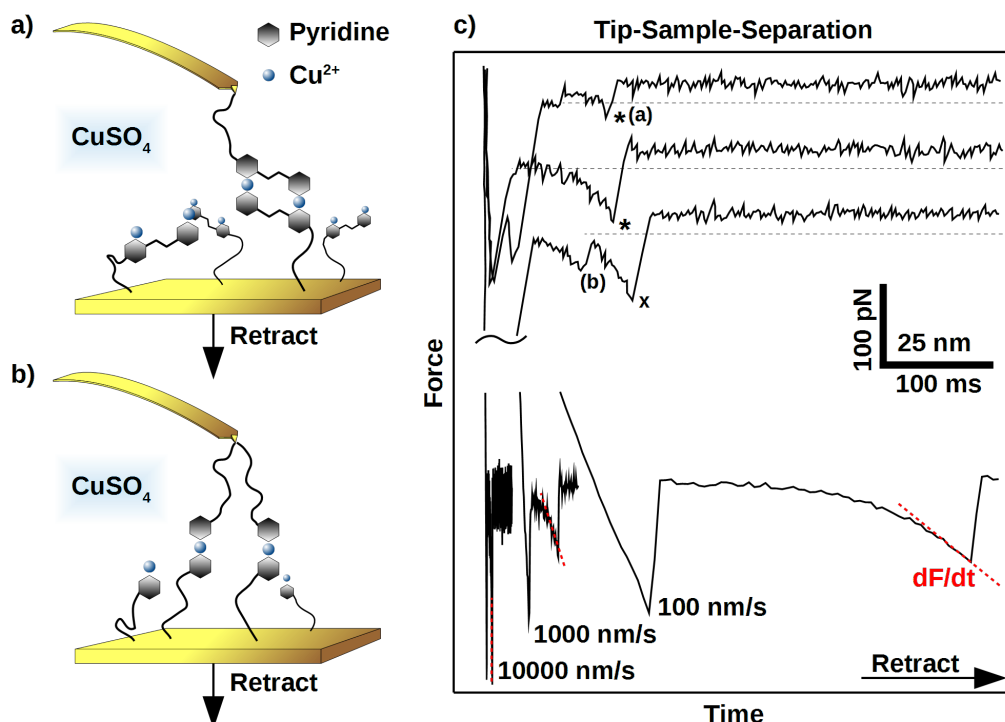 a)
Pyridine
Cu²⁺
CuSO₄
Retract
b)
CuSO₄
Retract
c)
Tip-Sample-Separation
*(a)
*
(b)
x
100 pN
25 nm
100 ms
Force
dF/dt
100 nm/s
1000 nm/s
10000 nm/s
Retract
Time